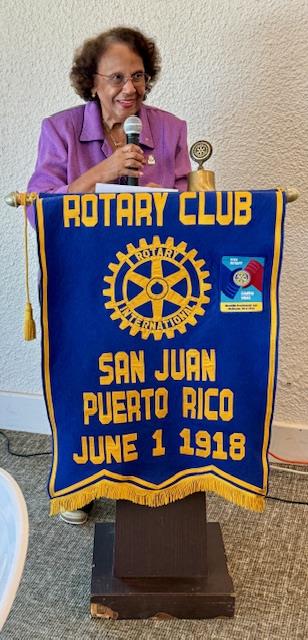 ROTARY CLUB
ROTARY
INTERNATIONAL
SAN JUAN
PUERTO RICO
JUNE 1 1918